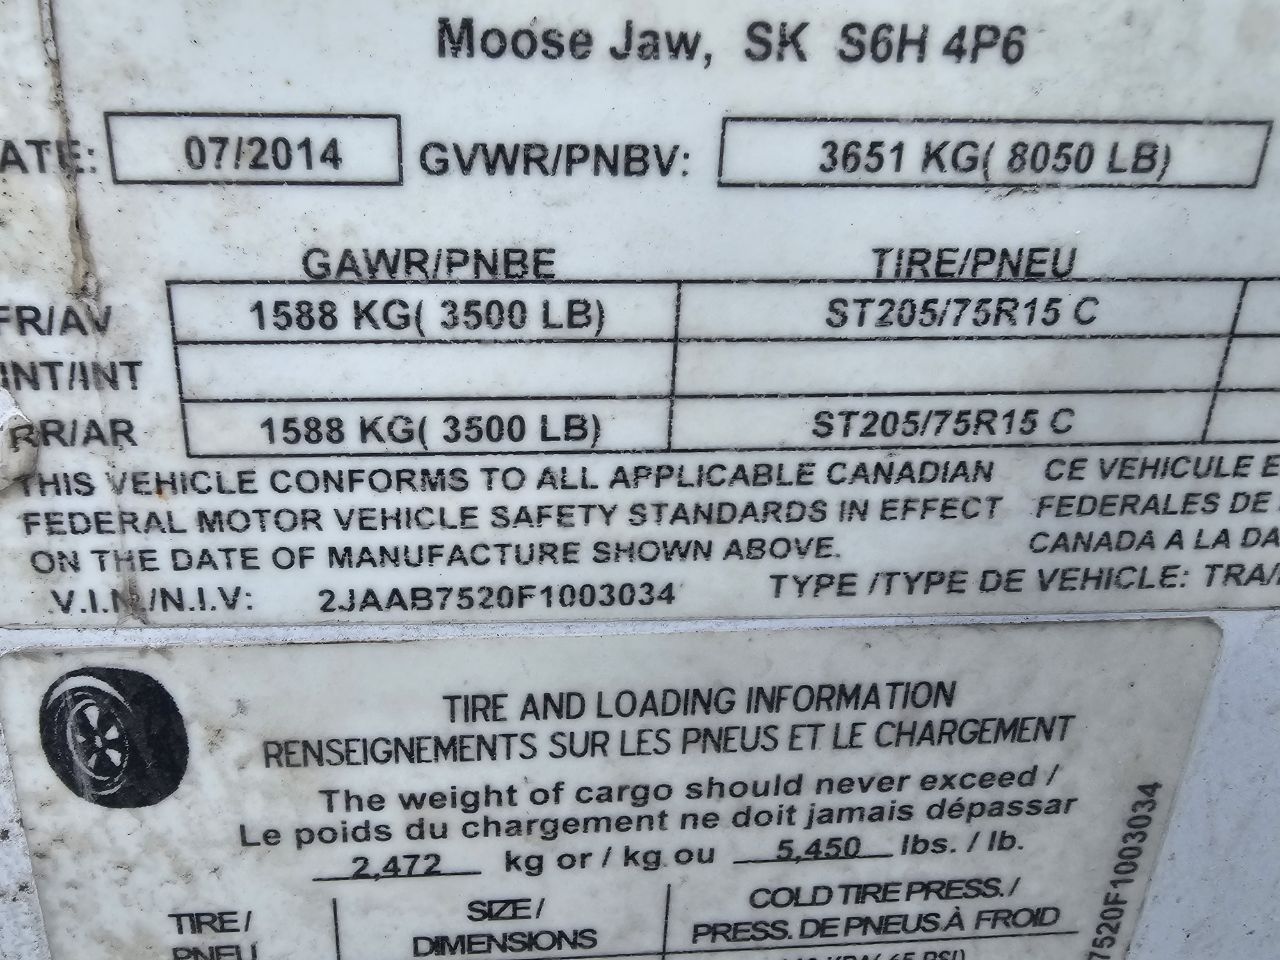 Moose Jaw, SK S6H 4P6
ATE: 07/2014 GVWR/PNBV: 3651 KG( 8050 LB)
GAWR/PNBE TIRE/PNEU
FR/AV 1588 KG( 3500 LB) ST205/75R15 C
INT/INT
RR/AR 1588 KG( 3500 LB) ST205/75R15 C
THIS VEHICLE CONFORMS TO ALL APPLICABLE CANADIAN CE VEHICULE E
FEDERAL MOTOR VEHICLE SAFETY STANDARDS IN EFFECT FEDERALES DE
ON THE DATE OF MANUFACTURE SHOWN ABOVE. CANADA A LA DA
V.I.N./N.I.V: 2JAAB7520F1003034 TYPE /TYPE DE VEHICLE: TRA/
TIRE AND LOADING INFORMATION
RENSEIGNEMENTS SUR LES PNEUS ET LE CHARGEMENT
The weight of cargo should never exceed /
Le poids du chargement ne doit jamais dépassar
2,472 kg or / kg ou 5,450 lbs. / lb.
TIRE/ SIZE/ COLD TIRE PRESS./
PNEU DIMENSIONS PRESS. DE PNEUS À FROID
KPA( 65 PSI)
7520F1003034